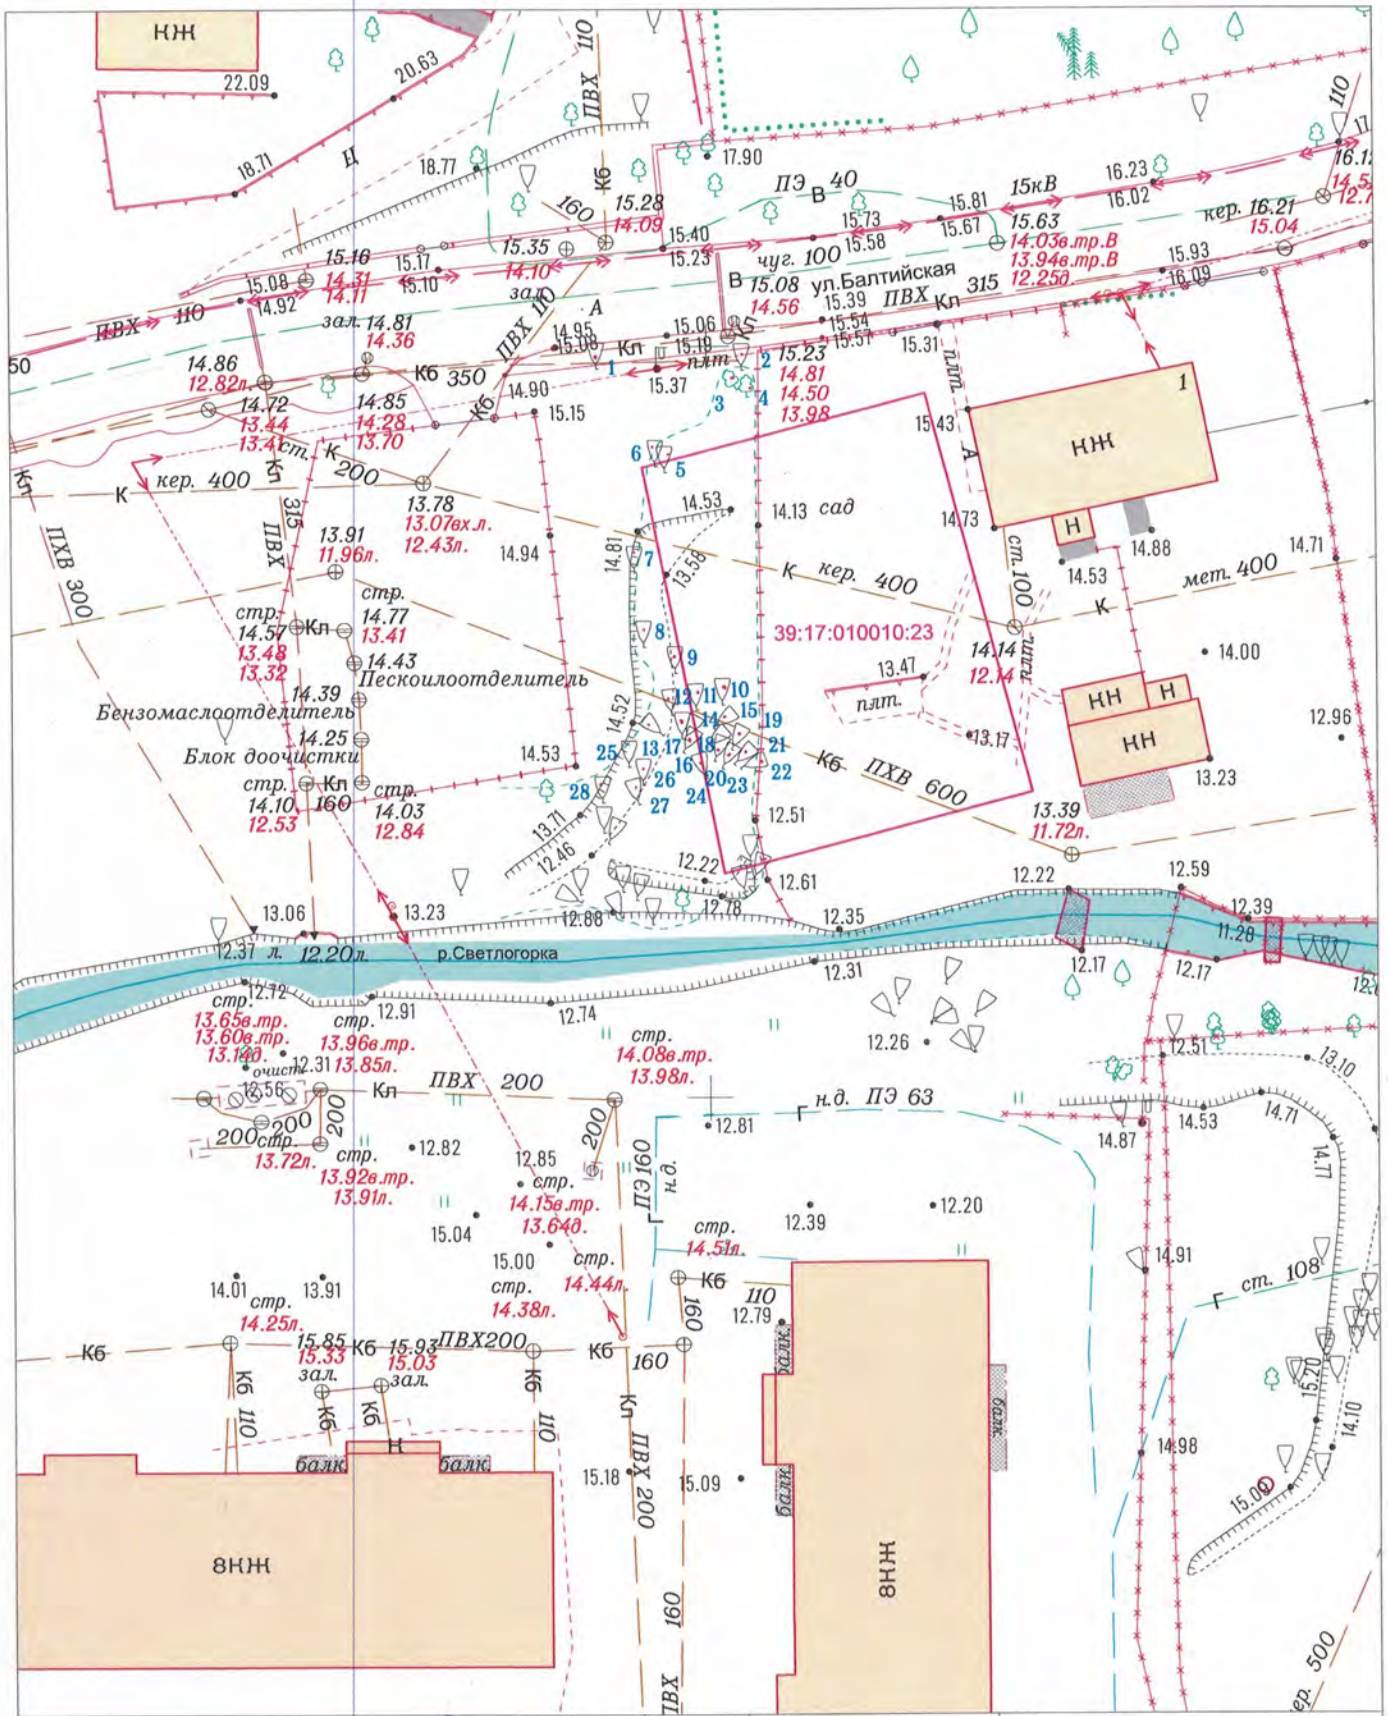 КЖ
22.09
20.63
18.71
Ц
18.77
ПВХ 110
Кб
160
15.28
14.09
17.90
ПЭ 40
В
15кВ
16.23
16.02
110
кер. 16.21
15.04
15.16
14.31
14.11
15.17
15.10
15.35
14.10
зал.
15.40
15.23
15.73
15.58
15.81
15.67
15.63
14.03в.тр.В
13.94в.тр.В
12.25д.
15.93
16.09
15.08
14.92
ПВХ 110
зал.
14.81
14.36
чуг. 100
В
15.08
14.56
ул.Балтийская
ПВХ
Кл
315
15.39
15.54
15.57
15.31
А
ПВХ 110
14.95
15.08
Кл
15.06
15.19
плт
Кл
50
14.86
12.82л.
Кб
350
14.90
1
15.37
2
15.23
14.81
14.50
13.98
3
4
14.72
13.44
13.41
14.85
14.28
13.70
Кб
15.15
плт.
15.43
А
1
КЖ
ст.
К
200
6
5
Кл
К
кер. 400
Кл
315
ПВХ
13.78
13.07вх.л.
12.43л.
14.53
14.13
сад
14.73
Н
14.88
14.53
14.71
ПХВ 300
13.91
11.96л.
14.94
14.81
7
13.58
К
кер. 400
ст. 100
К
мет. 400
стр.
14.57
13.48
13.32
Кл
стр.
14.77
13.41
8
9
39:17:010010:23
14.14
12.14
плт.
14.00
14.43
Пескоилоотделитель
14.39
Бензомаслоотделитель
14.25
Блок доочистки
13.47
плт.
13.17
КН
Н
КН
12.96
13.23
14.52
12
11
10
14
15
19
13
17
18
21
25
16
22
26
20
23
28
27
24
14.53
Кб
ПХВ 600
стр.
14.10
12.53
Кл
160
стр.
14.03
12.84
13.71
12.46
12.51
13.39
11.72л.
12.22
12.78
12.61
12.22
12.59
12.39
11.28
13.06
13.23
12.88
12.35
12.37
л.
12.20л.
р.Светлогорка
12.31
12.17
12.17
12.72
12.91
12.74
стр.
13.65в.тр.
13.60в.тр.
13.14д.
стр.
13.96в.тр.
13.85л.
стр.
14.08в.тр.
13.98л.
12.26
12.51
13.10
12.31
12.56
Кл
ПВХ 200
н.д. ПЭ 63
Г
14.53
14.71
14.87
14.77
200
200
200
стр.
13.72л.
12.82
12.81
стр.
13.92в.тр.
13.91л.
12.85
стр.
14.15в.тр.
13.64д.
ПЭ160
н.д.
Г
15.04
15.00
12.39
12.20
стр.
14.51л.
14.91
14.01
13.91
стр.
14.25л.
стр.
14.44л.
стр.
14.38л.
Кб
110
160
12.79
ст. 108
Г
Кб
15.85
15.33
зал.
Кб
15.93
15.03
зал.
ПВХ200
Кб
160
балк.
Кб
110
Кб
Кб
Кб
110
Кл
15.20
14.10
Н
балк.
балк.
ПВХ 200
15.18
15.09
балк.
балк.
14.98
15.09
8КЖ
8КЖ
160
ПВХ
ер. 500